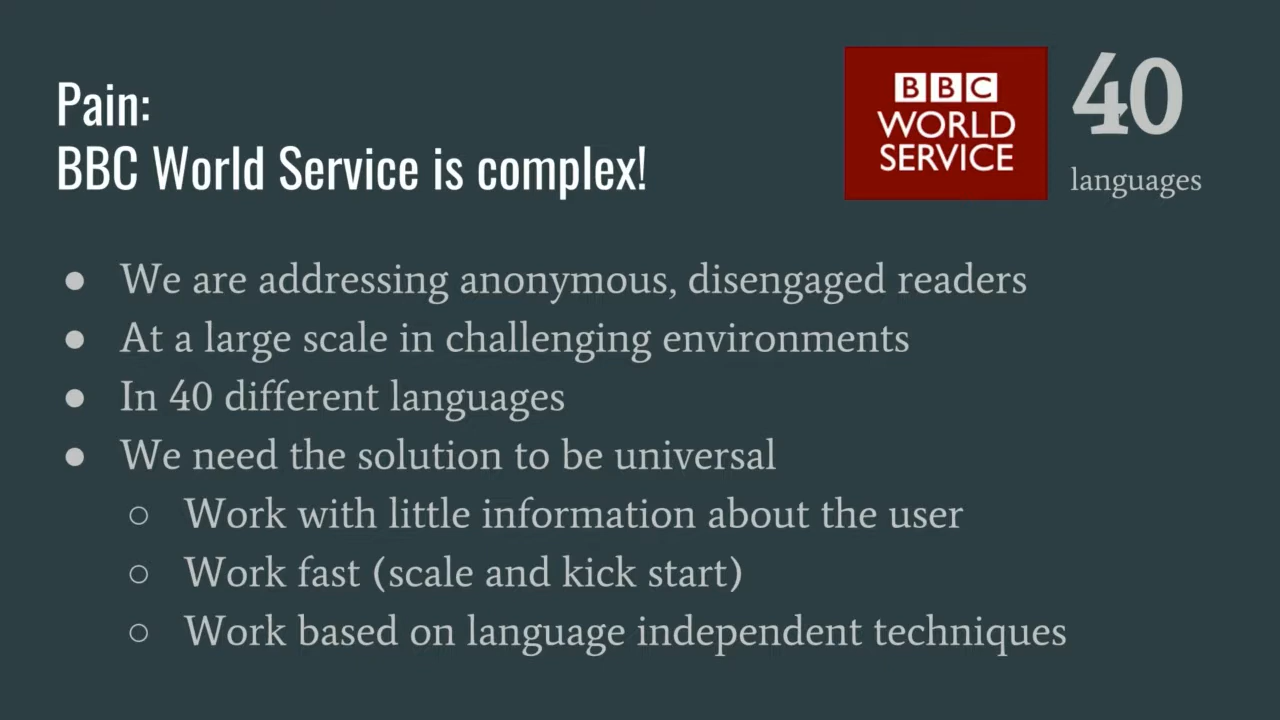 Pain:
BBC World Service is complex!
BBC
WORLD
SERVICE
40
languages
● We are addressing anonymous, disengaged readers
● At a large scale in challenging environments
● In 40 different languages
● We need the solution to be universal
○ Work with little information about the user
○ Work fast (scale and kick start)
○ Work based on language independent techniques